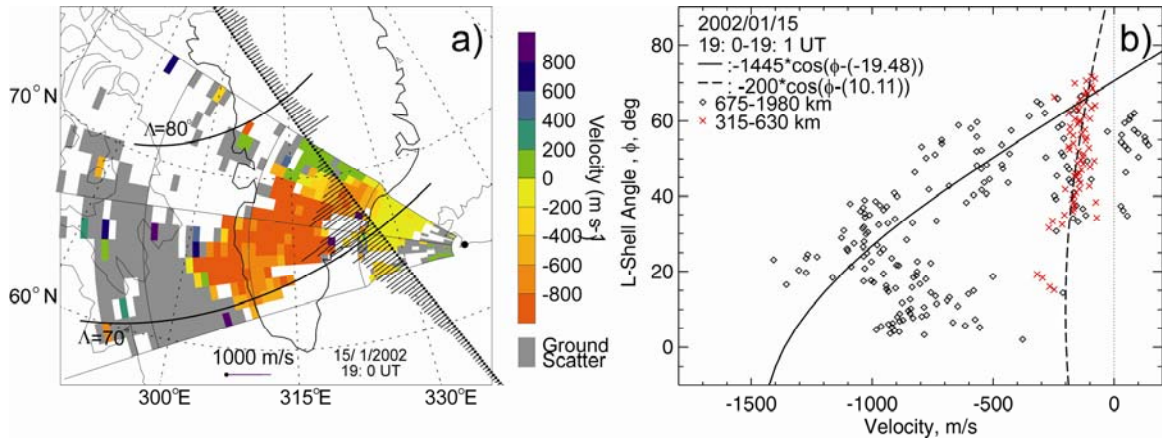 a)
70°N
60°N
Λ=80°
Λ=70°
1000 m/s
15/ 1/2002
19: 0 UT
300°E
315°E
330°E
800
600
400
200
0
-200
-400
-600
-800
Ground
Scatter
Velocity (m s-1
b)
2002/01/15
19: 0-19: 1 UT
:-1445*cos(ϕ-(-19.48))
: -200*cos(ϕ-(10.11))
675-1980 km
315-630 km
L-Shell Angle , ϕ, deg
80
60
40
20
0
-1500
-1000
-500
0
Velocity, m/s